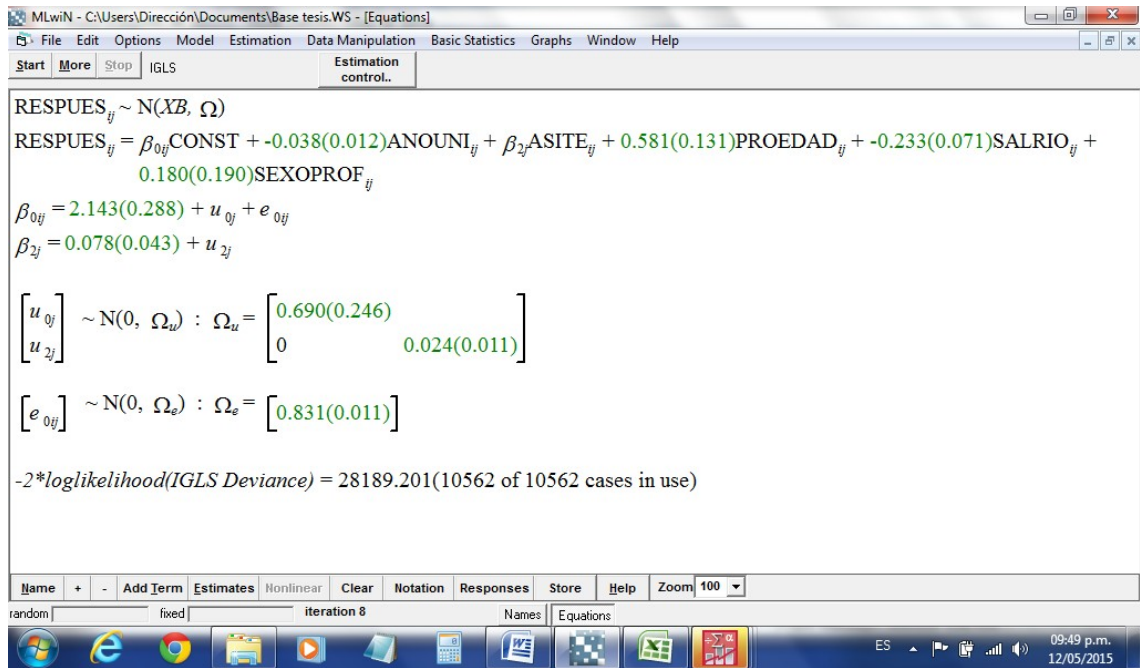 MLwiN - C:\Users\Dirección\Documents\Base tesis.WS - [Equations]
File Edit Options Model Estimation Data Manipulation Basic Statistics Graphs Window Help
Start More Stop IGLS Estimation control..
RESPUES_ij ~ N(XB, Ω)
RESPUES_ij = β_0ij CONST + -0.038(0.012)ANOUNI_ij + β_2j ASITE_ij + 0.581(0.131)PROEDAD_ij + -0.233(0.071)SALRIO_ij +
0.180(0.190)SEXOPROF_ij
β_0ij = 2.143(0.288) + u_0j + e_0ij
β_2j = 0.078(0.043) + u_2j
[u_0j] ~ N(0, Ω_u) : Ω_u = [0.690(0.246)
[u_2j] 0 0.024(0.011)]
[e_0ij] ~ N(0, Ω_e) : Ω_e = [0.831(0.011)]
-2*loglikelihood(IGLS Deviance) = 28189.201(10562 of 10562 cases in use)
Name + - Add Term Estimates Nonlinear Clear Notation Responses Store Help Zoom 100
random fixed iteration 8 Names Equations
ES 09:49 p.m.
12/05/2015